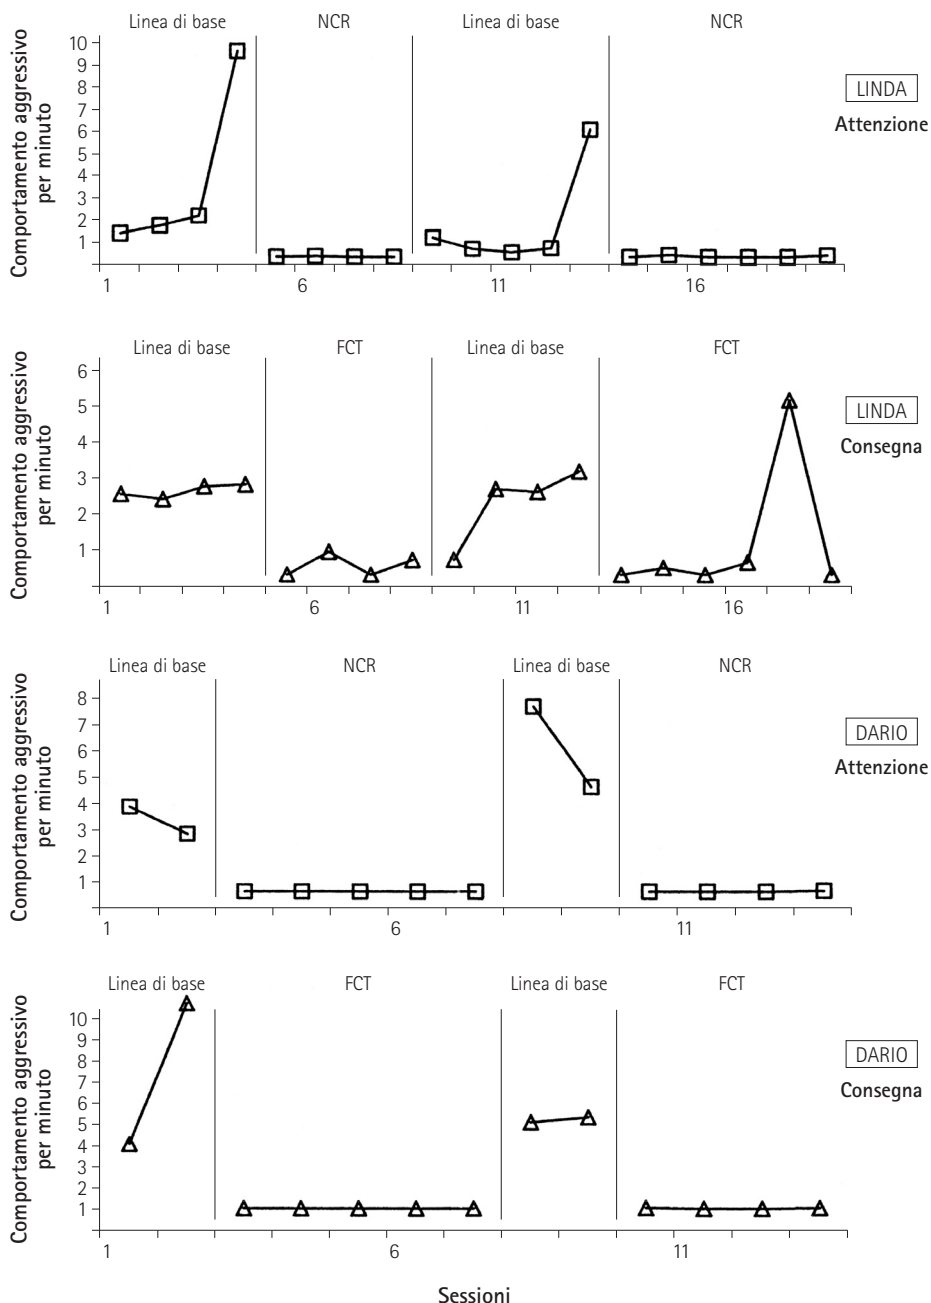 Linea di base NCR Linea di base NCR
Comportamento aggressivo
per minuto
10
9
8
7
6
5
4
3
2
1
1 6 11 16
LINDA
Attenzione
Linea di base FCT Linea di base FCT
Comportamento aggressivo
per minuto
6
5
4
3
2
1
1 6 11 16
LINDA
Consegna
Linea di base NCR Linea di base NCR
Comportamento aggressivo
per minuto
8
7
6
5
4
3
2
1
1 6 11
DARIO
Attenzione
Linea di base FCT Linea di base FCT
Comportamento aggressivo
per minuto
10
9
8
7
6
5
4
3
2
1
1 6 11
DARIO
Consegna
Sessioni